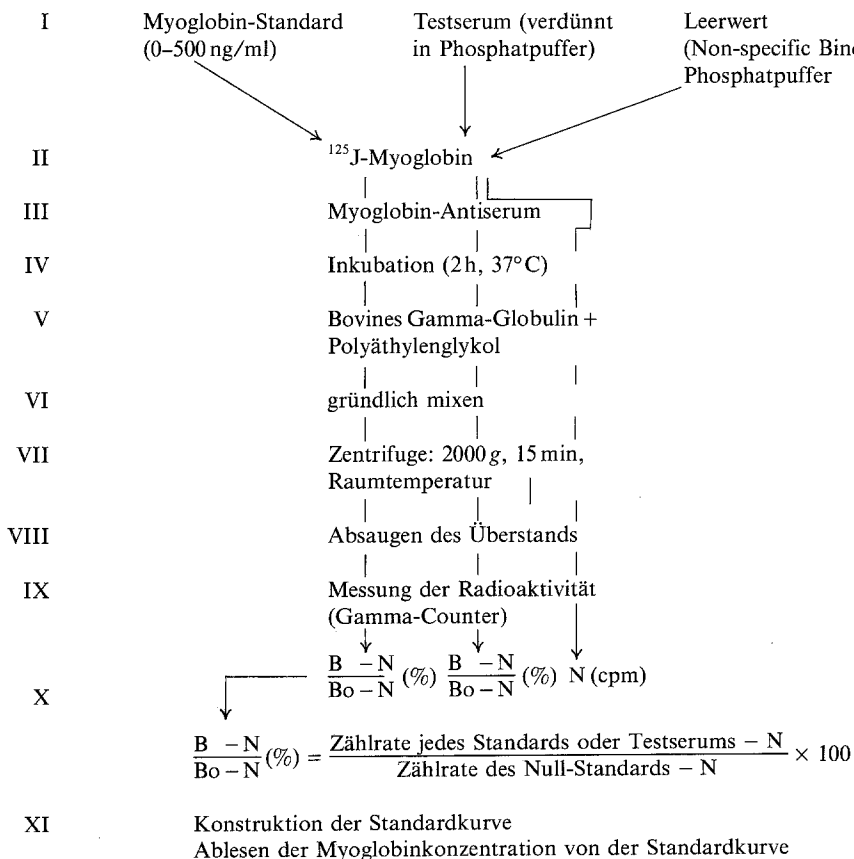 I Myoglobin-Standard Testserum (verdünnt Leerwert
(0–500 ng/ml) in Phosphatpuffer) (Non-specific
Phosphatpuffer
II ¹²⁵J-Myoglobin
III Myoglobin-Antiserum
IV Inkubation (2h, 37°C)
V Bovines Gamma-Globulin +
Polyäthylenglykol
VI gründlich mixen
VII Zentrifuge: 2000 g, 15 min,
Raumtemperatur
VIII Absaugen des Überstands
IX Messung der Radioaktivität
(Gamma-Counter)
B – N B – N
X Bo – N (%) Bo – N (%) N (cpm)
B – N Zählrate jedes Standards oder Testserums – N
Bo – N (%) = Zählrate des Null-Standards – N × 100
XI Konstruktion der Standardkurve
Ablesen der Myoglobinkonzentration von der Standardkurve